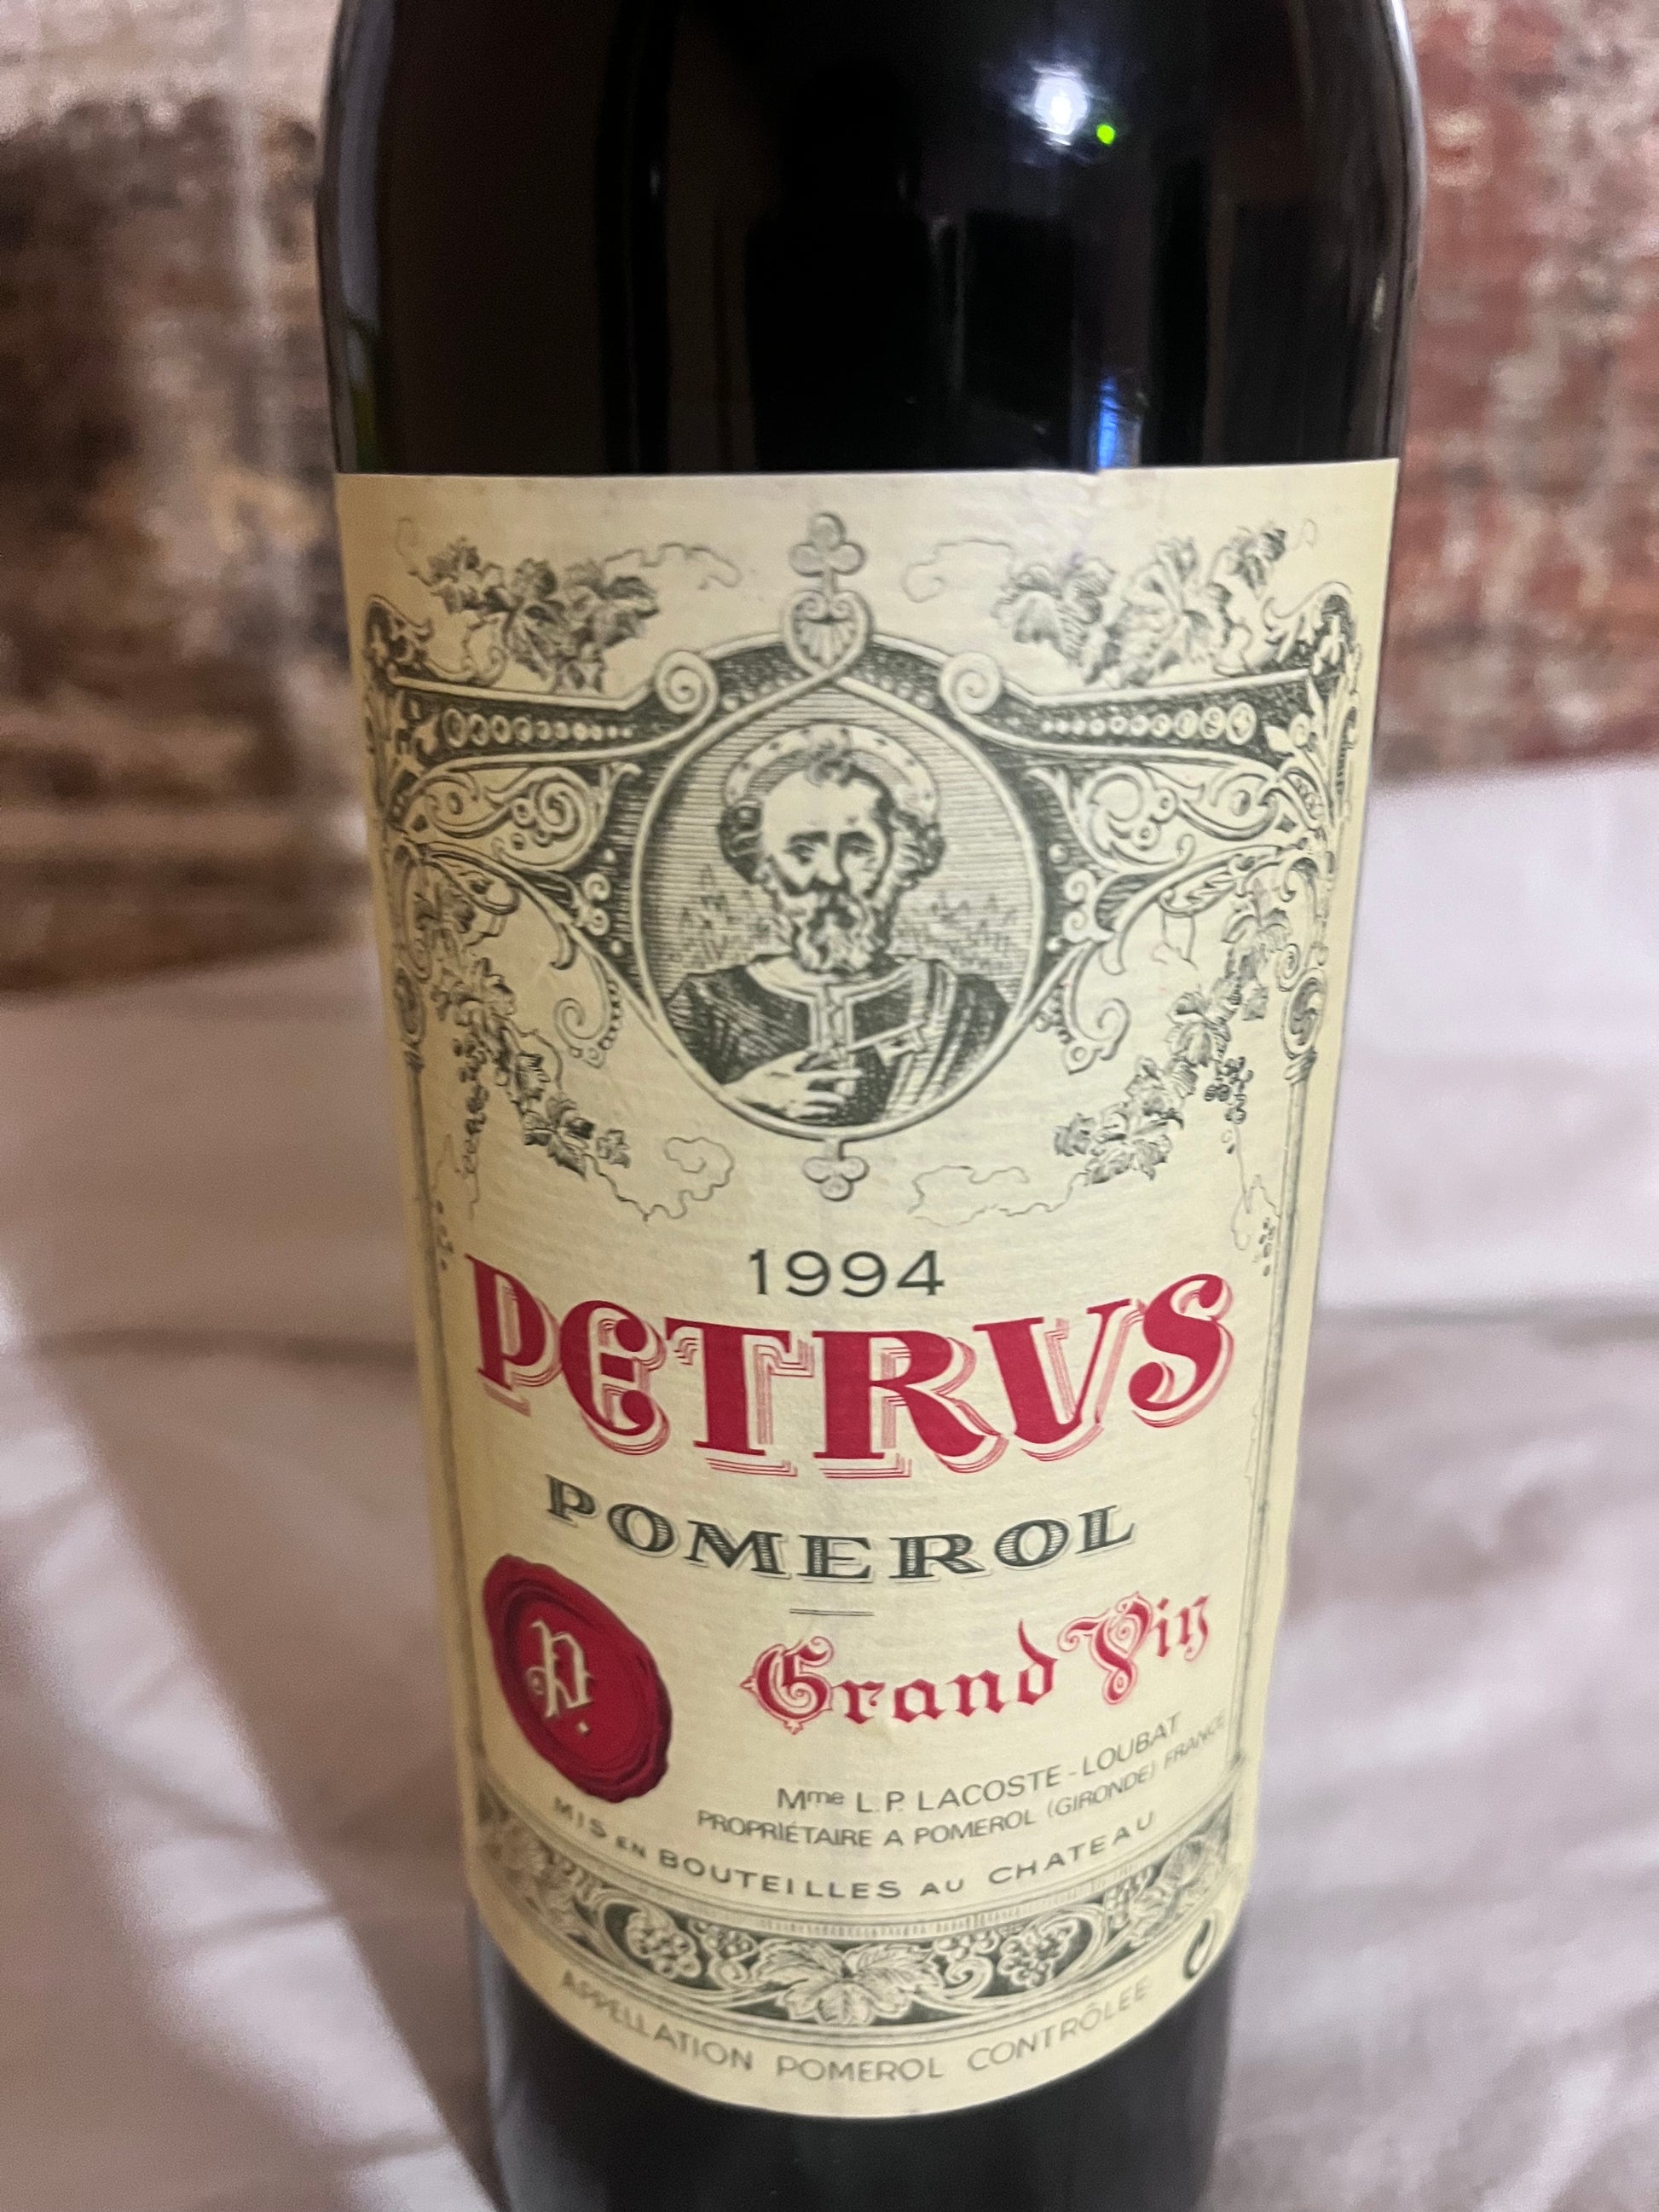 1994
PETRVS
POMEROL
Grand Vin
P.
Mme L.P. LACOSTE-LOUBAT
PROPRIÉTAIRE A POMEROL (GIRONDE) FRANCE
MIS EN BOUTEILLES AU CHATEAU
APPELLATION POMEROL CONTRÔLÉE